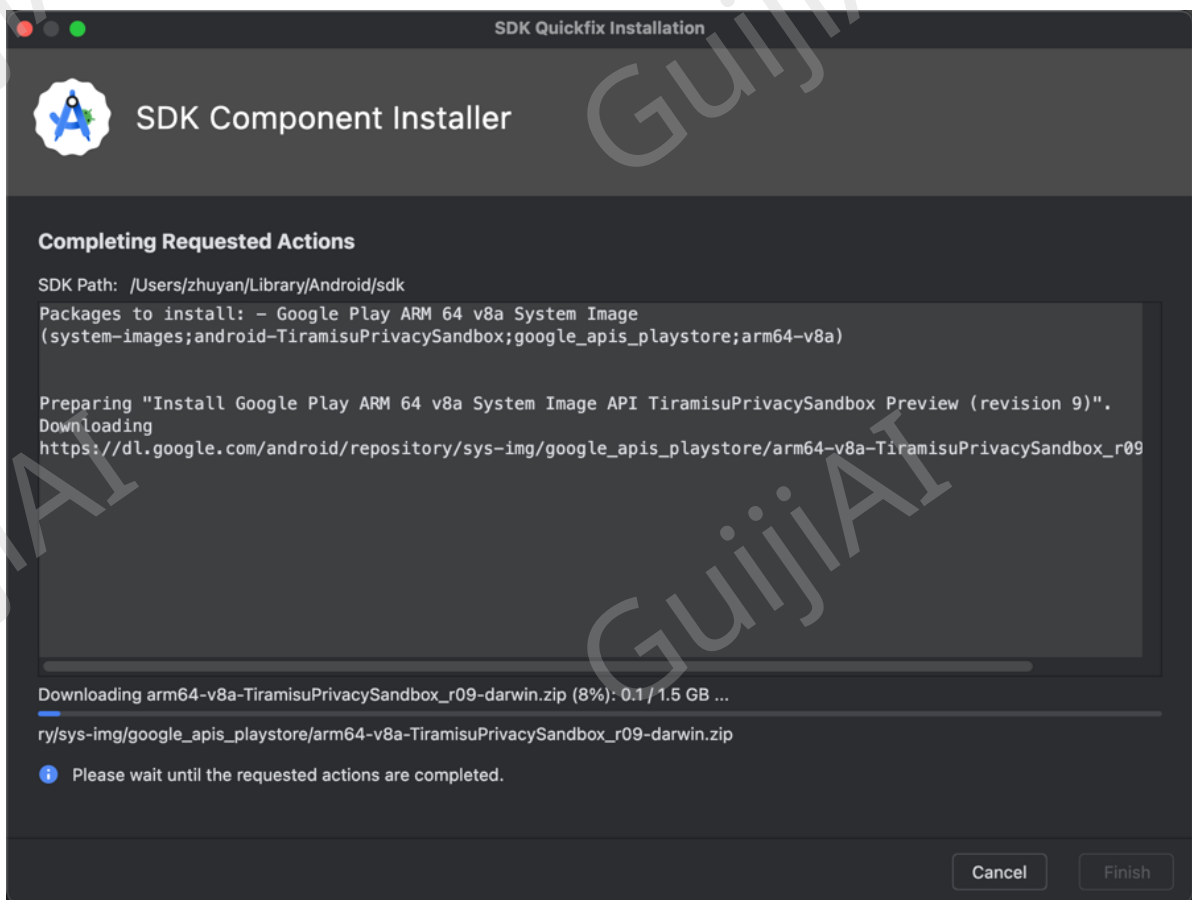 SDK Quickfix Installation
SDK Component Installer
Completing Requested Actions
SDK Path: /Users/zhuyan/Library/Android/sdk
Packages to install: – Google Play ARM 64 v8a System Image
(system-images;android-TiramisuPrivacySandbox;google_apis_playstore;arm64-v8a)
Preparing "Install Google Play ARM 64 v8a System Image API TiramisuPrivacySandbox Preview (revision 9)".
Downloading
https://dl.google.com/android/repository/sys-img/google_apis_playstore/arm64-v8a-TiramisuPrivacySandbox_r09
Downloading arm64-v8a-TiramisuPrivacySandbox_r09-darwin.zip (8%): 0.1 / 1.5 GB ...
ry/sys-img/google_apis_playstore/arm64-v8a-TiramisuPrivacySandbox_r09-darwin.zip
Please wait until the requested actions are completed.
Cancel
Finish
GuijiAI
GuijiAI